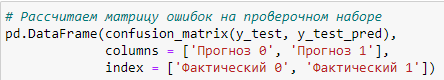 # Рассчитаем матрицу ошибок на проверочном наборе
pd.DataFrame(confusion_matrix(y_test, y_test_pred),
columns = ['Прогноз 0', 'Прогноз 1'],
index = ['Фактический 0', 'Фактический 1'])